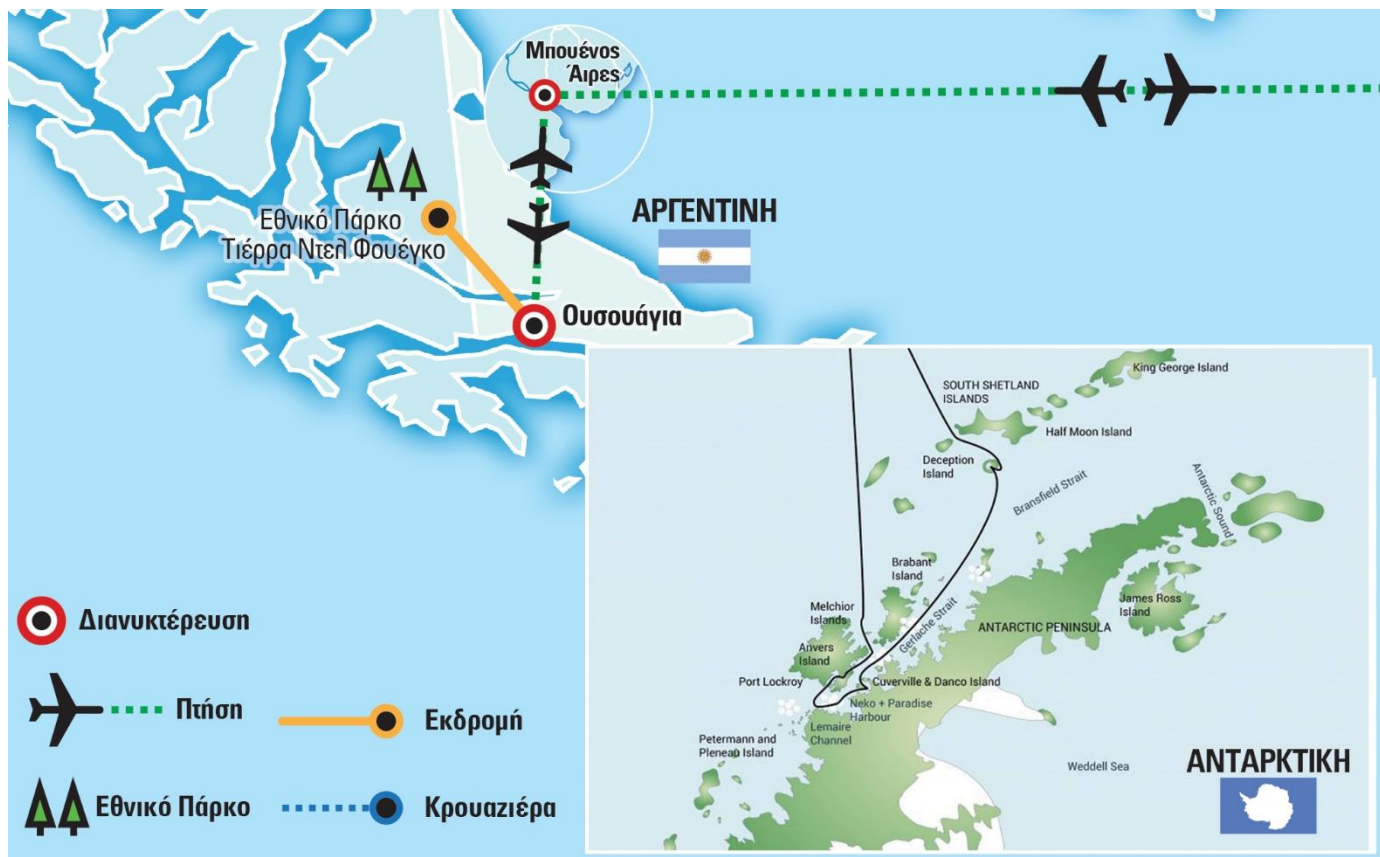 Μπουένος
Άιρες
Εθνικό Πάρκο
Τιέρρα Ντελ Φουέγκο
ΑΡΓΕΝΤΙΝΗ
Ουσουάγια
King George Island
SOUTH SHETLAND
ISLANDS
Half Moon Island
Deception
Island
Bransfield Strait
Antarctic Sound
Brabant
Island
Melchior
Islands
Gerlache Strait
James Ross
Island
ANTARCTIC PENINSULA
Anvers
Island
Port Lockroy
Cuverville & Danco Island
Neko + Paradise
Harbour
Lemaire
Channel
Petermann and
Pleneau Island
Weddell Sea
ΑΝΤΑΡΚΤΙΚΗ
Διανυκτέρευση
Πτήση
Εκδρομή
Εθνικό Πάρκο
Κρουαζιέρα